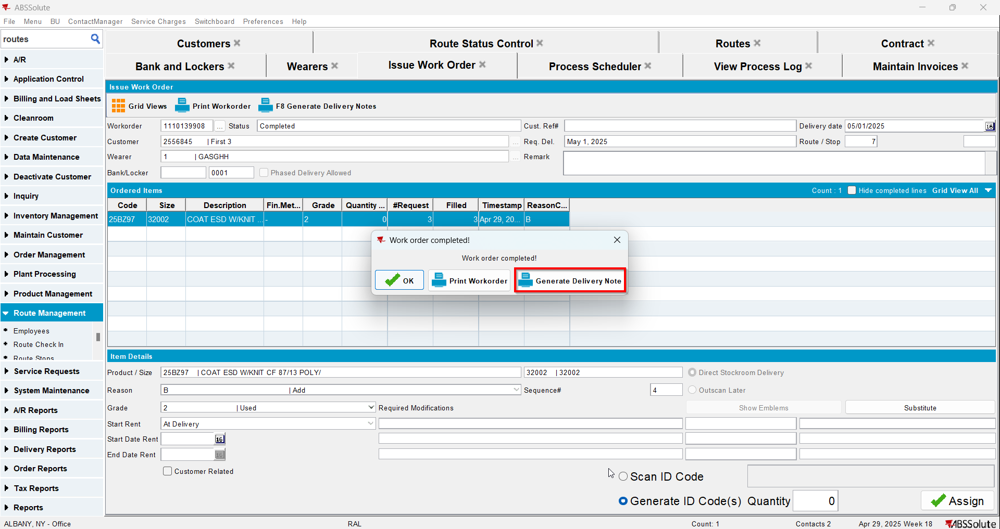 ABSSolute
File Menu BU ContactManager Service Charges Switchboard Preferences Help
routes
Customers Route Status Control Routes Contract
Bank and Lockers Wearers Issue Work Order Process Scheduler View Process Log Maintain Invoices
A/R
Application Control
Billing and Load Sheets
Cleanroom
Create Customer
Data Maintenance
Deactivate Customer
Inquiry
Inventory Management
Maintain Customer
Order Management
Plant Processing
Product Management
Route Management
Employees
Route Check In
Route Stops
Service Requests
System Maintenance
A/R Reports
Billing Reports
Delivery Reports
Order Reports
Tax Reports
Reports
Issue Work Order
Grid Views Print Workorder F8 Generate Delivery Notes
Workorder 1110139908 ... Status Completed Cust. Ref# Delivery date 05/01/2025 16
Customer 2556845 | First 3 ... Req. Del. May 1, 2025 Route / Stop 7
Wearer 1 | GASGHH ... Remark
Bank/Locker 0001 Phased Delivery Allowed
Ordered Items Count : 1 Hide completed lines Grid View All
Code Size Description Fin.Met... Grade Quantity ... #Request Filled Timestamp ReasonC...
25BZ97 32002 COAT ESD W/KNIT ... - 2 0 3 3 Apr 29, 20... B
Work order completed!
Work order completed!
OK Print Workorder Generate Delivery Note
Item Details
Product / Size 25BZ97 | COAT ESD W/KNIT CF 87/13 POLY/ 32002 | 32002 Direct Stockroom Delivery
Reason B | Add Sequence# 4 Outscan Later
Grade 2 | Used Required Modifications Show Emblems Substitute
Start Rent At Delivery
Start Date Rent 16
End Date Rent 16
Customer Related
Scan ID Code
Generate ID Code(s) Quantity 0 Assign
ALBANY, NY - Office RAL Count: 1 Contacts 2 Apr 29, 2025 Week 18 ABSSolute